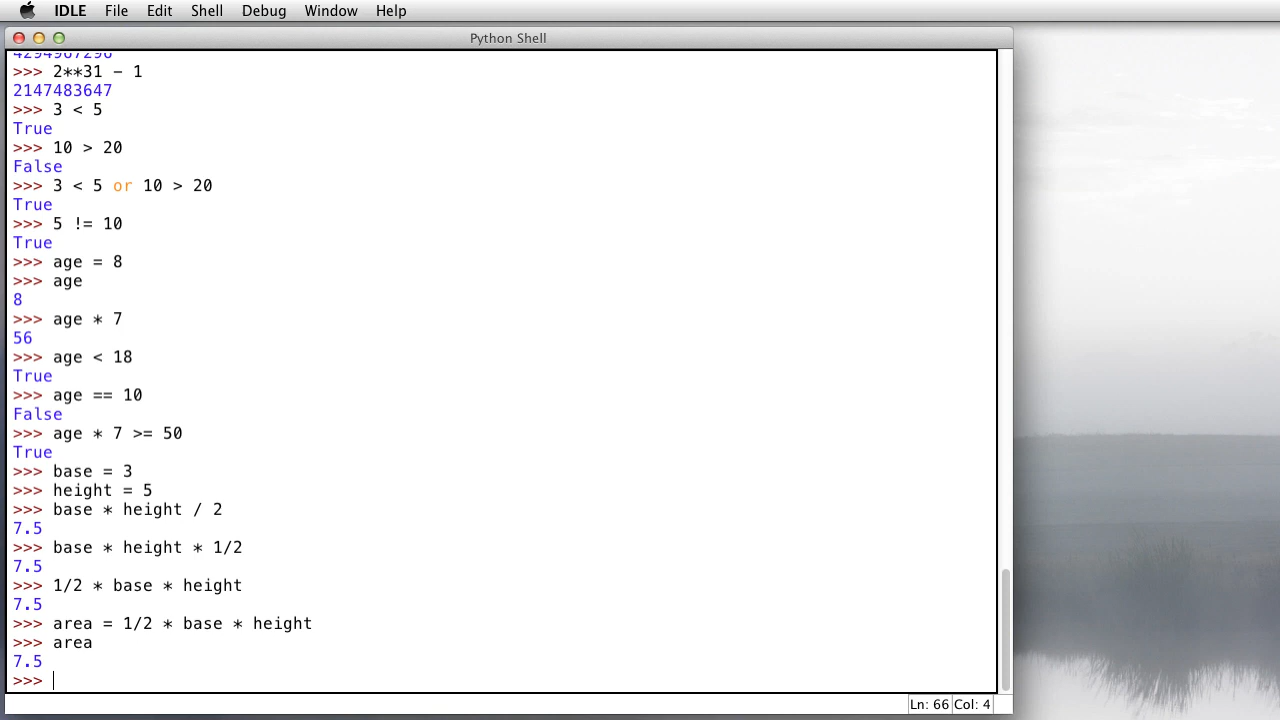 IDLE File Edit Shell Debug Window Help
Python Shell
4294967296
>>> 2**31 - 1
2147483647
>>> 3 < 5
True
>>> 10 > 20
False
>>> 3 < 5 or 10 > 20
True
>>> 5 != 10
True
>>> age = 8
>>> age
8
>>> age * 7
56
>>> age < 18
True
>>> age == 10
False
>>> age * 7 >= 50
True
>>> base = 3
>>> height = 5
>>> base * height / 2
7.5
>>> base * height * 1/2
7.5
>>> 1/2 * base * height
7.5
>>> area = 1/2 * base * height
>>> area
7.5
>>>
Ln: 66 Col: 4